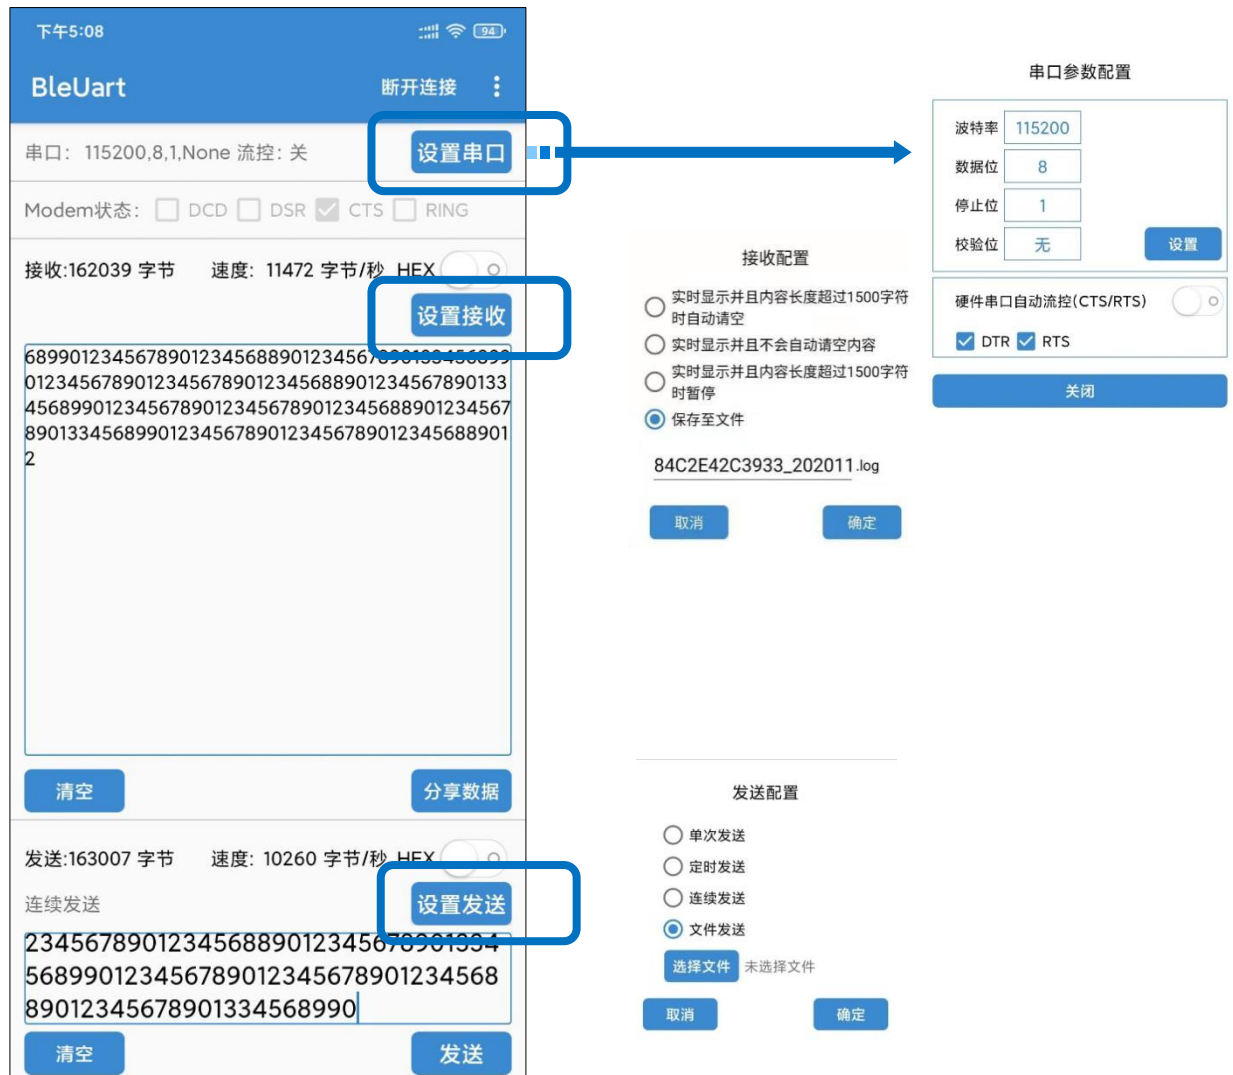 下午5:08
94
BleUart
断开连接
串口：115200,8,1,None 流控: 关
设置串口
Modem状态： DCD DSR CTS RING
接收:162039 字节 速度: 11472 字节/秒 HEX
设置接收
68990123456789012345688901234567890133456899
01234567890123456789012345688901234567890133
4568990123456789012345678901234568890123456​7
890133456899012345678901234567890123456889​01
2
清空
分享数据
发送:163007 字节 速度: 10260 字节/秒 HEX
连续发送
设置发送
234567890123456889012345678901334
5689901234567890123456789012345​68
89012345678901334568990
清空
发送
串口参数配置
波特率 115200
数据位 8
停止位 1
校验位 无
设置
硬件串口自动流控(CTS/RTS)
DTR RTS
关闭
接收配置
实时显示并且内容长度超过1500字符
时自动请空
实时显示并且不会自动请空内容
实时显示并且内容长度超过1500字符
时暂停
保存至文件
84C2E42C3933_202011.log
取消
确定
发送配置
单次发送
定时发送
连续发送
文件发送
选择文件 未选择文件
取消
确定